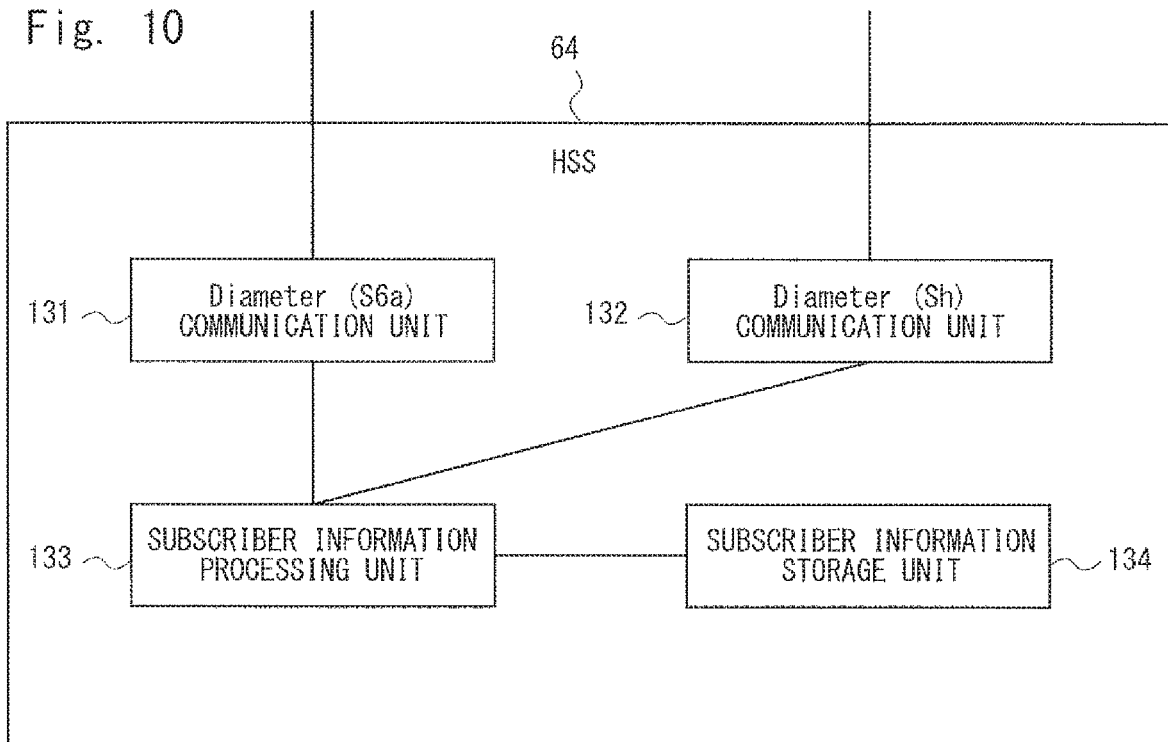 Fig. 10
64
HSS
131
Diameter (S6a)
COMMUNICATION UNIT
132
Diameter (Sh)
COMMUNICATION UNIT
133
SUBSCRIBER INFORMATION
PROCESSING UNIT
SUBSCRIBER INFORMATION
STORAGE UNIT
134